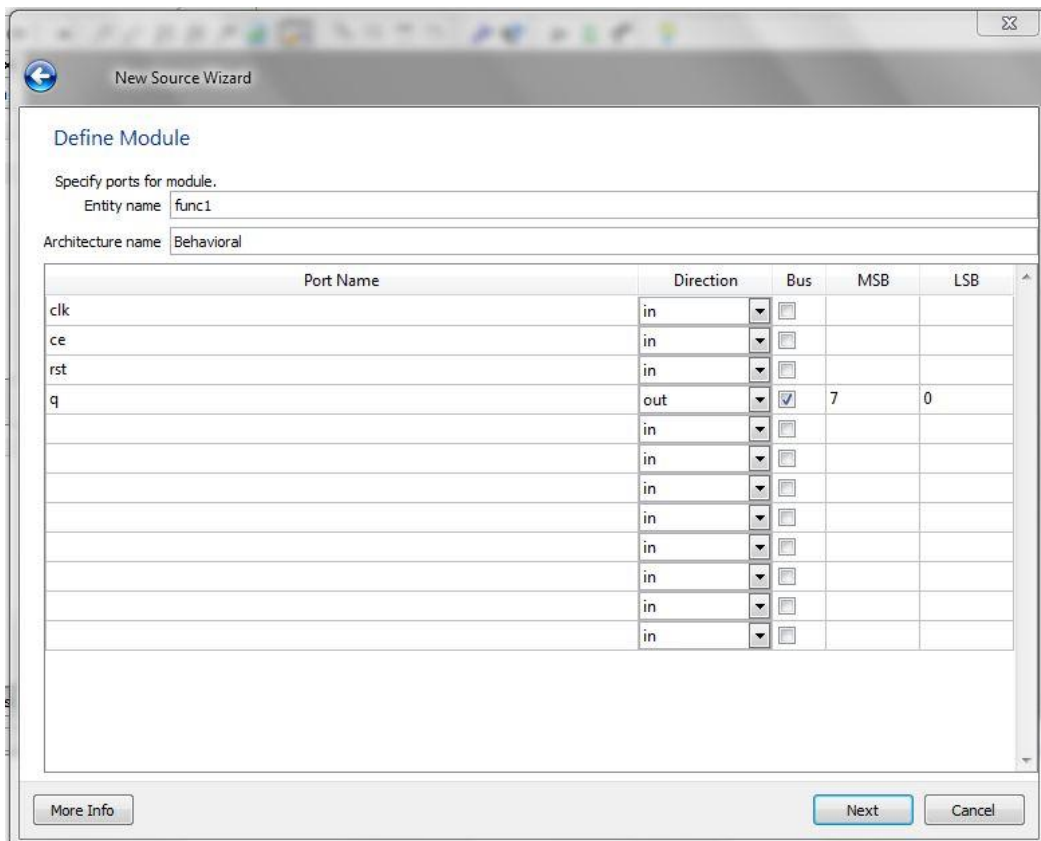 New Source Wizard
Define Module
Specify ports for module.
Entity name func1
Architecture name Behavioral
Port Name Direction Bus MSB LSB
clk in
ce in
rst in
q out 7 0
in
in
in
in
in
in
in
in
More Info Next Cancel